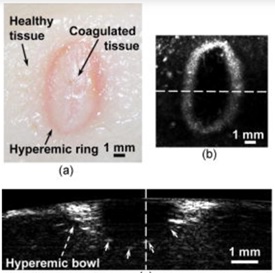 Healthy
tissue
Coagulated
tissue
Hyperemic ring
1 mm
(a)
1 mm
(b)
Hyperemic bowl
1 mm